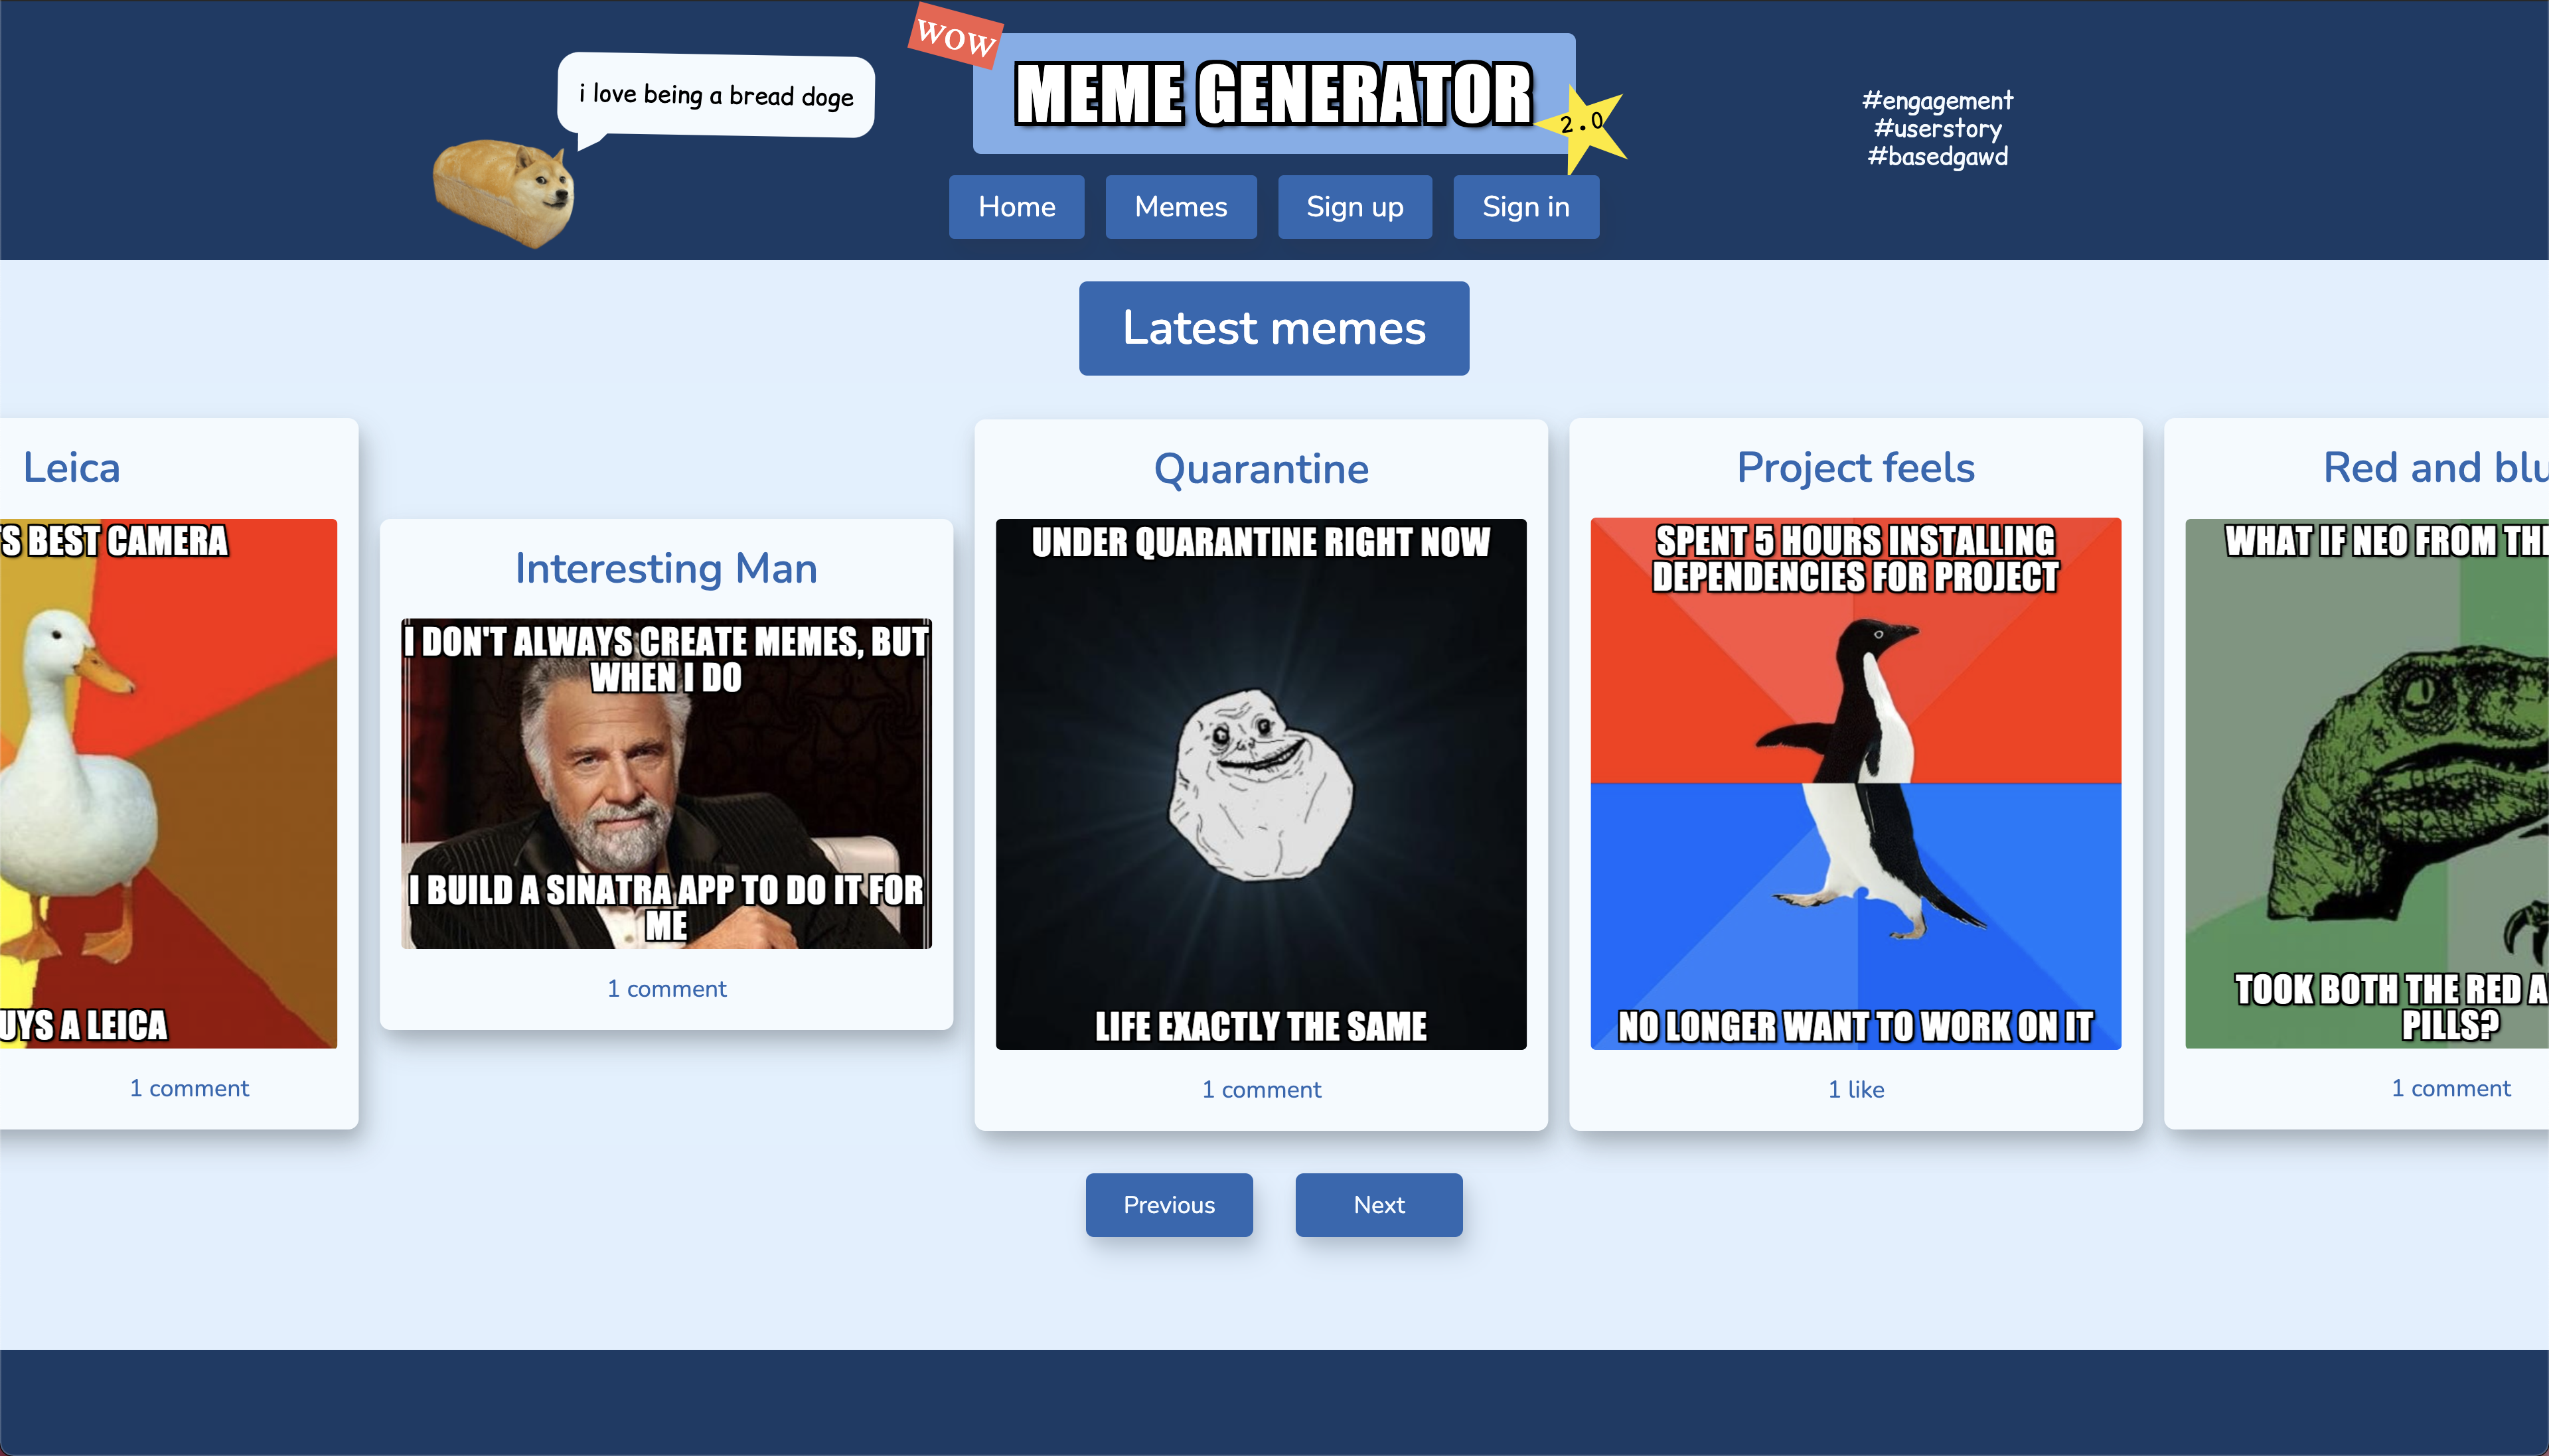 WOW
MEME GENERATOR
2.0
i love being a bread doge
#engagement
#userstory
#basedgawd
Home
Memes
Sign up
Sign in
Latest memes
Leica
BEST CAMERA
A LEICA
1 comment
Interesting Man
I DON'T ALWAYS CREATE MEMES, BUT
WHEN I DO
I BUILD A SINATRA APP TO DO IT FOR
ME
1 comment
Quarantine
UNDER QUARANTINE RIGHT NOW
LIFE EXACTLY THE SAME
1 comment
Project feels
SPENT 5 HOURS INSTALLING
DEPENDENCIES FOR PROJECT
NO LONGER WANT TO WORK ON IT
1 like
Red and blu
WHAT IF NEO FROM TH
TOOK BOTH THE RED A
PILLS?
1 comment
Previous
Next